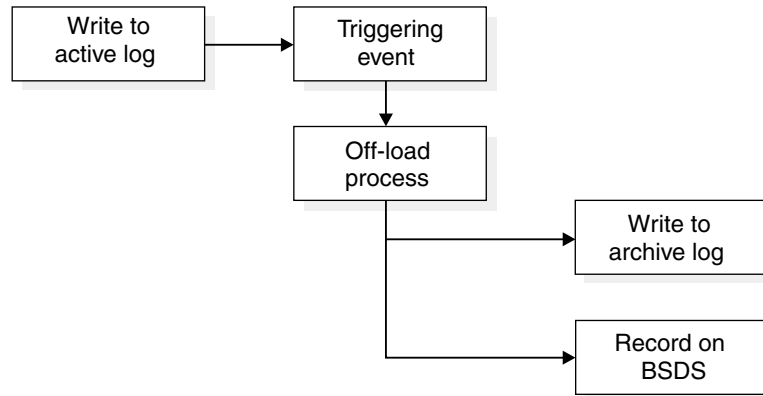 Write to
active log
Triggering
event
Off-load
process
Write to
archive log
Record on
BSDS